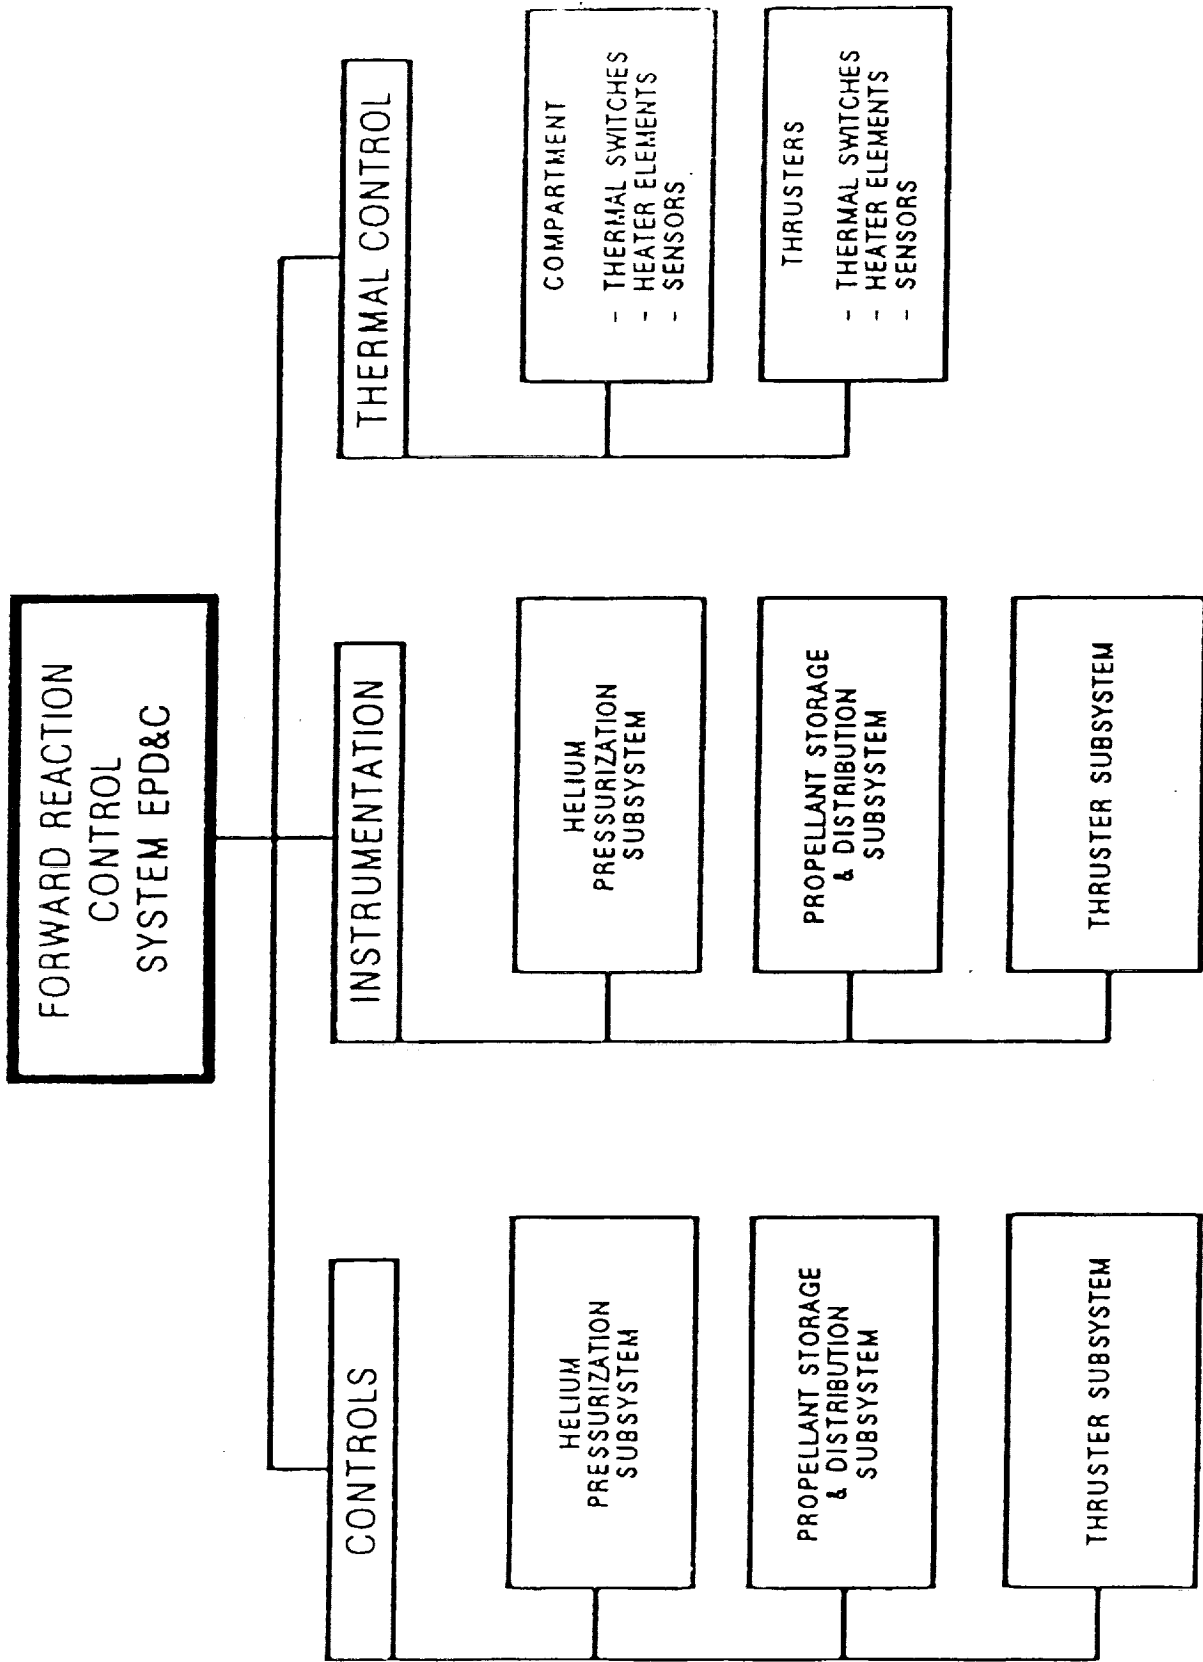 FORWARD REACTION
CONTROL
SYSTEM EPD&C
CONTROLS
HELIUM
PRESSURIZATION
SUBSYSTEM
PROPELLANT STORAGE
& DISTRIBUTION
SUBSYSTEM
THRUSTER SUBSYSTEM
INSTRUMENTATION
HELIUM
PRESSURIZATION
SUBSYSTEM
PROPELLANT STORAGE
& DISTRIBUTION
SUBSYSTEM
THRUSTER SUBSYSTEM
THERMAL CONTROL
COMPARTMENT
- THERMAL SWITCHES
- HEATER ELEMENTS
- SENSORS
THRUSTERS
- THERMAL SWITCHES
- HEATER ELEMENTS
- SENSORS